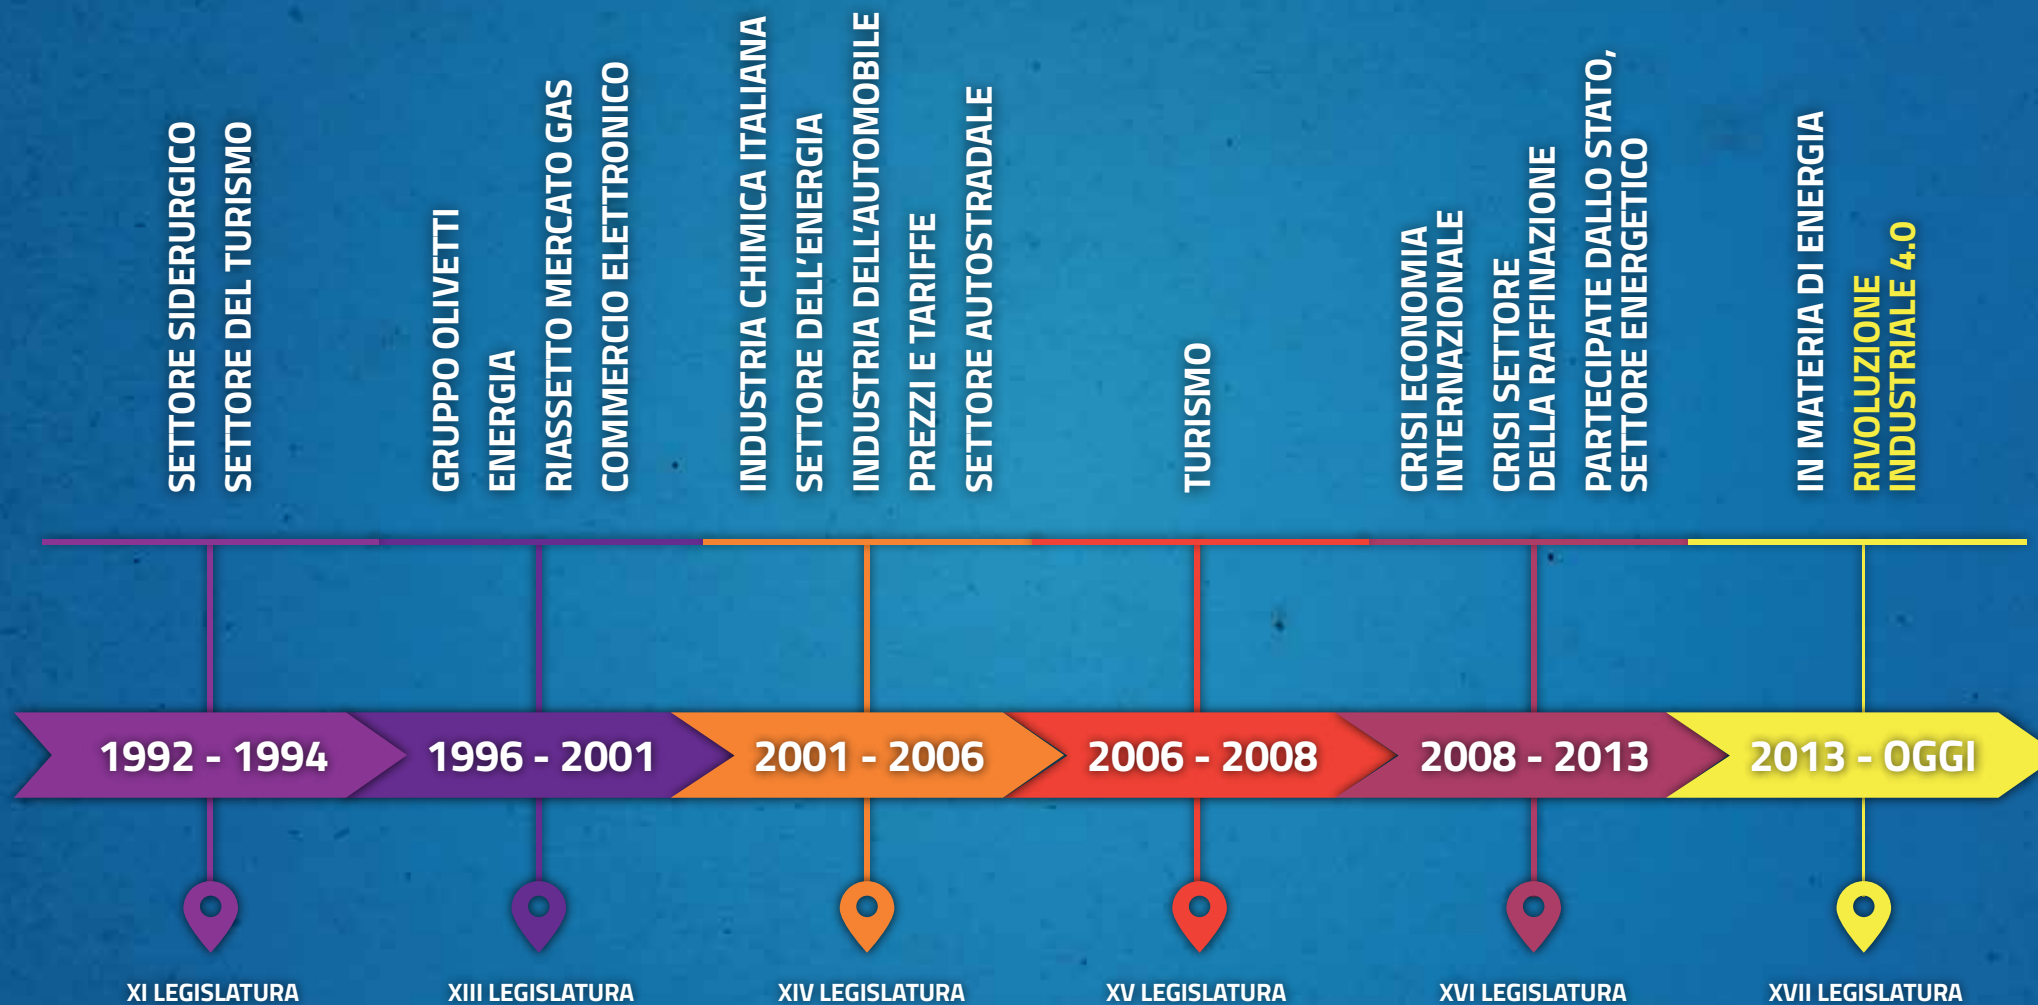 SETTORE SIDERURGICO
SETTORE DEL TURISMO
GRUPPO OLIVETTI
ENERGIA
RIASSETTO MERCATO GAS
COMMERCIO ELETTRONICO
INDUSTRIA CHIMICA ITALIANA
SETTORE DELL'ENERGIA
INDUSTRIA DELL'AUTOMOBILE
PREZZI E TARIFFE
SETTORE AUTOSTRADALE
TURISMO
CRISI ECONOMIA
INTERNAZIONALE
CRISI SETTORE
DELLA RAFFINAZIONE
PARTECIPATE DALLO STATO,
SETTORE ENERGETICO
IN MATERIA DI ENERGIA
RIVOLUZIONE
INDUSTRIALE 4.0
1992 - 1994
1996 - 2001
2001 - 2006
2006 - 2008
2008 - 2013
2013 - OGGI
XI LEGISLATURA
XIII LEGISLATURA
XIV LEGISLATURA
XV LEGISLATURA
XVI LEGISLATURA
XVII LEGISLATURA